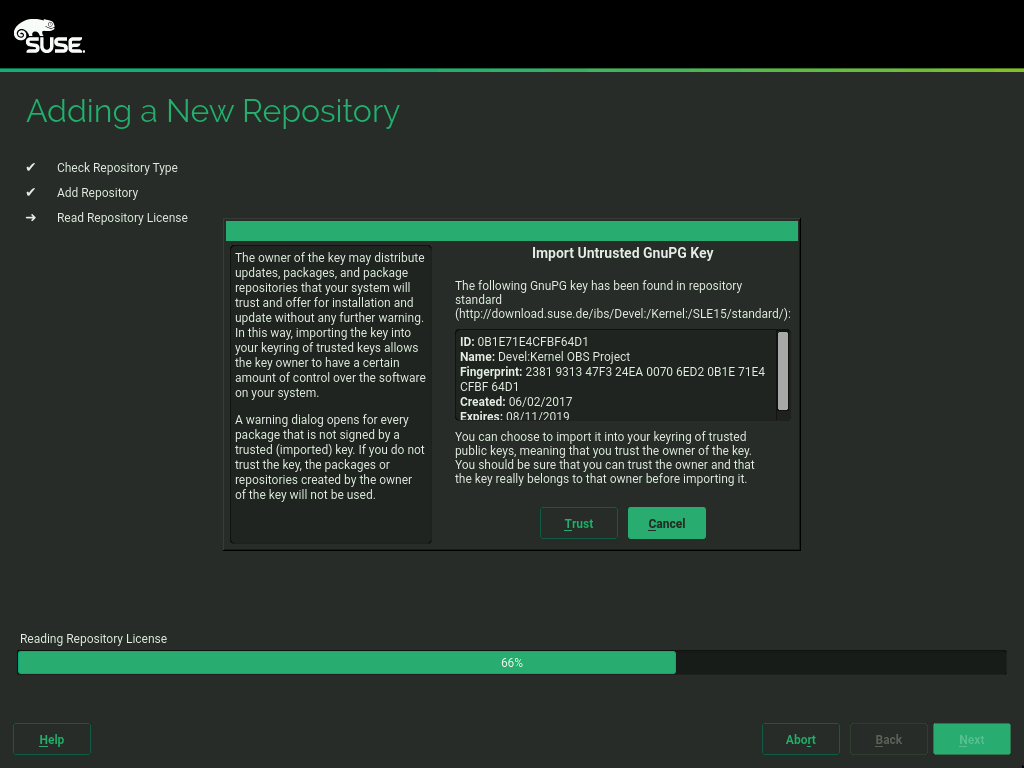 SUSE.
Adding a New Repository
✔ Check Repository Type
✔ Add Repository
➜ Read Repository License
The owner of the key may distribute
updates, packages, and package
repositories that your system will
trust and offer for installation and
update without any further warning.
In this way, importing the key into
your keyring of trusted keys allows
the key owner to have a certain
amount of control over the software
on your system.
A warning dialog opens for every
package that is not signed by a
trusted (imported) key. If you do not
trust the key, the packages or
repositories created by the owner
of the key will not be used.
Import Untrusted GnuPG Key
The following GnuPG key has been found in repository
standard
(http://download.suse.de/ibs/Devel:/Kernel:/SLE15/standard/):
ID: 0B1E71E4CFBF64D1
Name: Devel:Kernel OBS Project
Fingerprint: 2381 9313 47F3 24EA 0070 6ED2 0B1E 71E4
CFBF 64D1
Created: 06/02/2017
Expires: 08/11/2019
You can choose to import it into your keyring of trusted
public keys, meaning that you trust the owner of the key.
You should be sure that you can trust the owner and that
the key really belongs to that owner before importing it.
Trust Cancel
Reading Repository License
66%
Help Abort Back Next